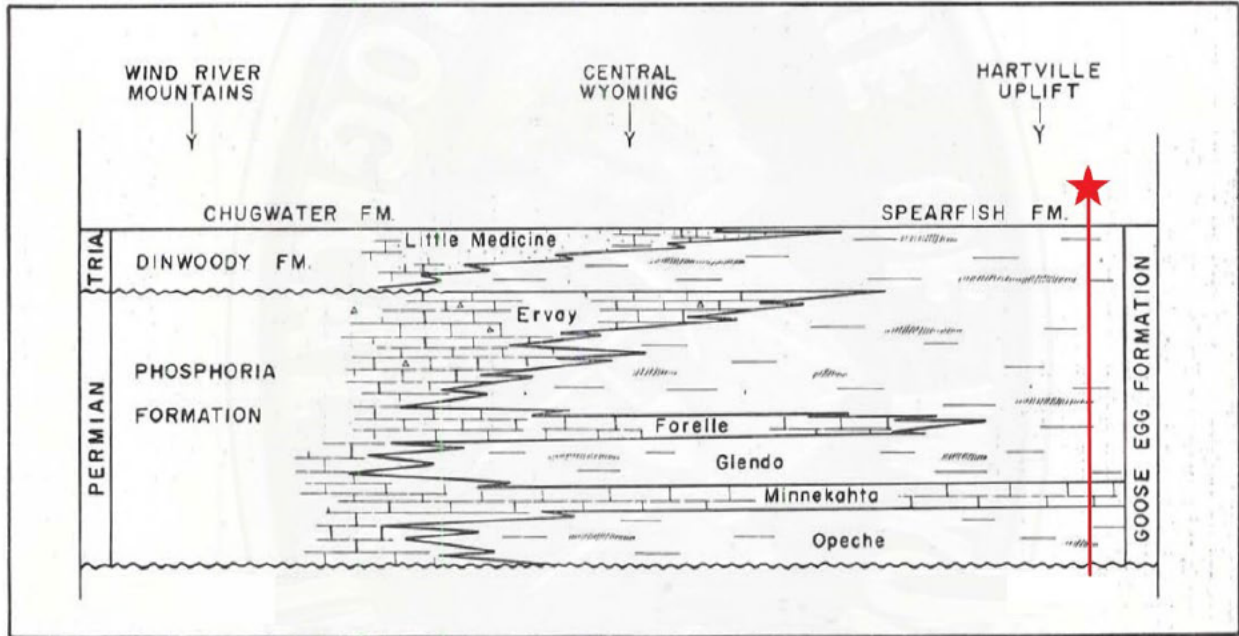 WIND RIVER
MOUNTAINS
CENTRAL
WYOMING
HARTVILLE
UPLIFT
CHUGWATER FM.
SPEARFISH FM.
TRIA.
Little Medicine
DINWOODY FM.
Ervay
PHOSPHORIA
FORMATION
PERMIAN
Forelle
Glendo
Minnekahta
Opeche
GOOSE EGG FORMATION